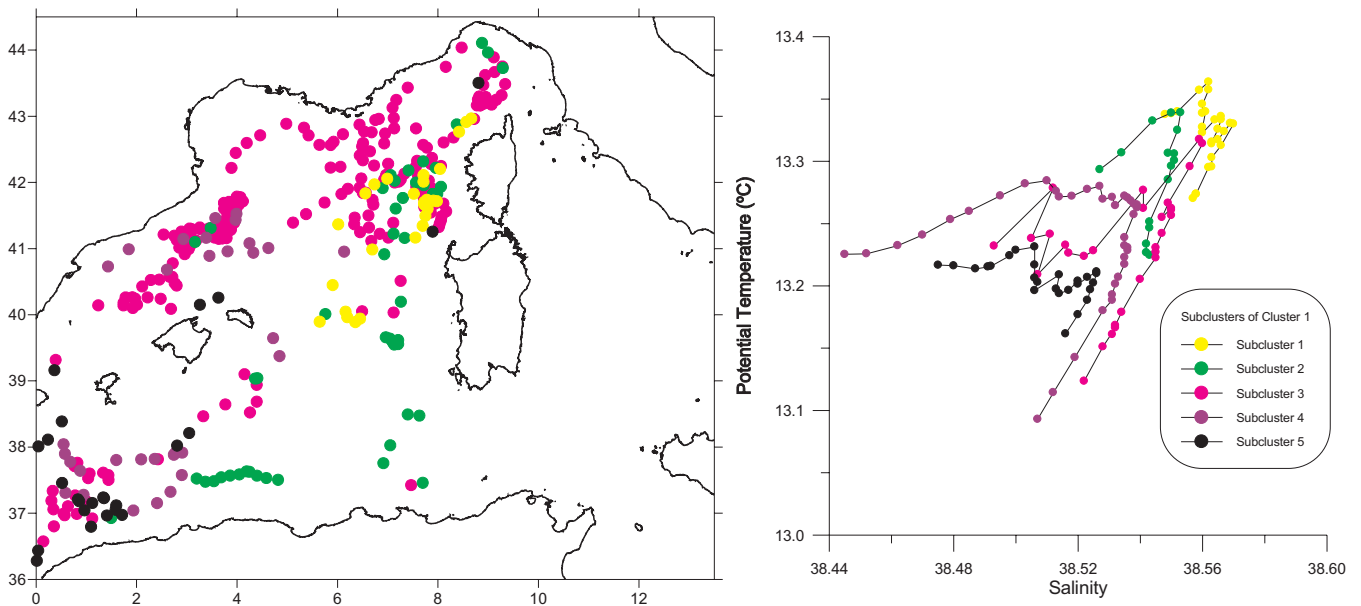 44
43
42
41
40
39
38
37
36
0 2 4 6 8 10 12
13.4
13.3
13.2
13.1
13.0
Potential Temperature (ºC)
Subclusters of Cluster 1
Subcluster 1
Subcluster 2
Subcluster 3
Subcluster 4
Subcluster 5
38.44 38.48 38.52 38.56 38.60
Salinity